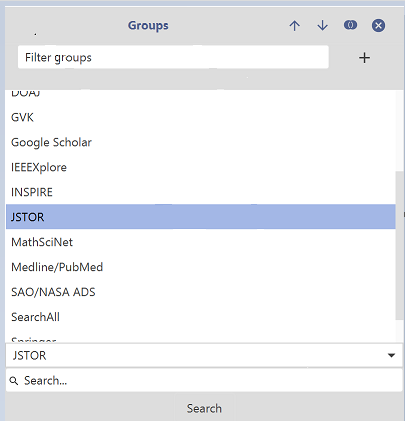 Groups
Filter groups
DOAJ
GVK
Google Scholar
IEEEXplore
INSPIRE
JSTOR
MathSciNet
Medline/PubMed
SAO/NASA ADS
SearchAll
Springer
JSTOR
Search...
Search